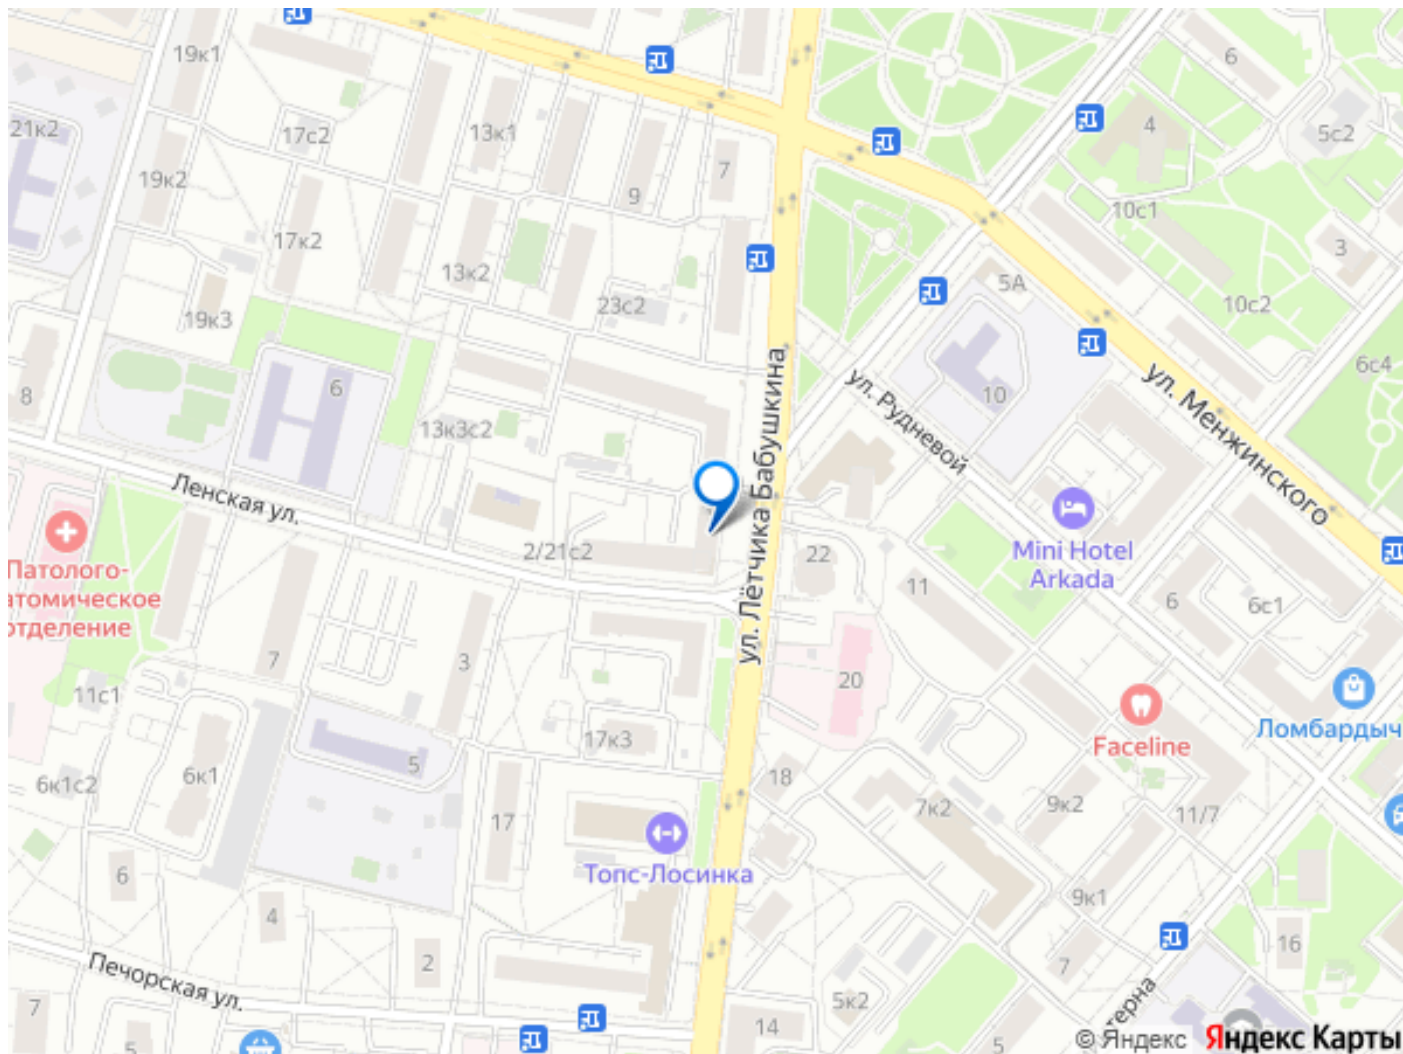 19к1
6
21к2
17с2
13к1
4
5с2
7
19к2
9
10с1
17к2
3
13к2
5А
19к3
23с2
10с2
6с4
6
10
8
ул. Рудневой
ул. Менжинского
13к3с2
ул. Лётчика Бабушкина
Ленская ул.
2/21с2
22
Mini Hotel
Arkada
Патолого-
атомическое
отделение
11
6
6с1
7
3
20
11с1
Faceline
Ломбардыч
17к3
5
6к1
6к1с2
18
7к2
9к2
11/7
17
Топс-Лосинка
6
9к1
4
2
16
7
Печорская ул.
5к2
терна
7
5
14
5
© Яндекс Яндекс Карты